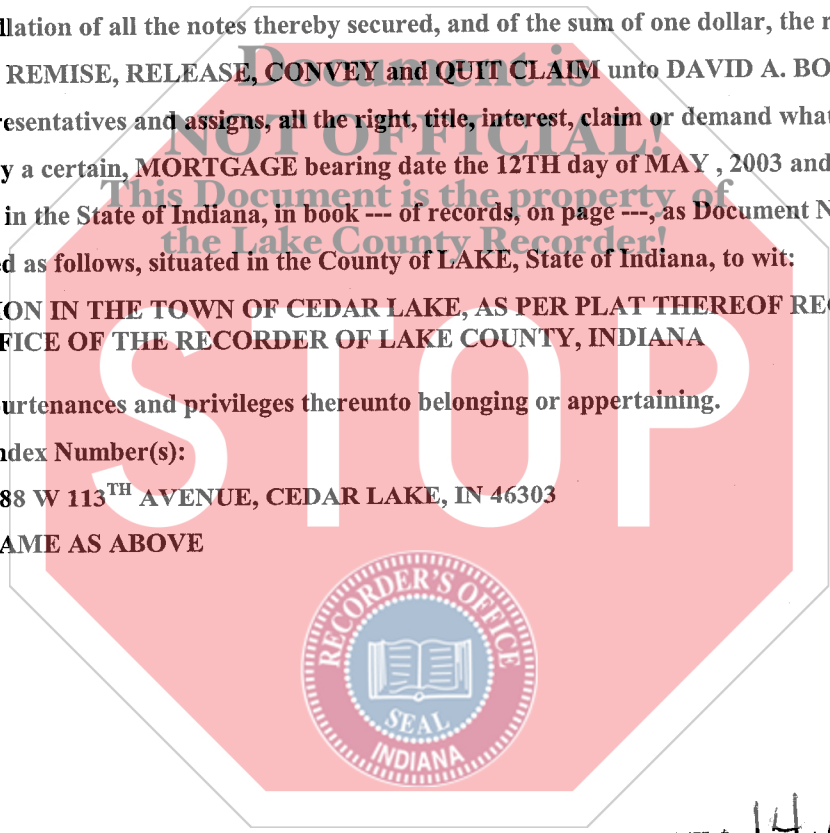 llation of all the notes thereby secured, and of the sum of one dollar, the r
Document is
REMISE, RELEASE, CONVEY and QUIT CLAIM unto DAVID A. BO
esentatives and assigns, all the right, title, interest, claim or demand what
NOT OFFICIAL!
y a certain, MORTGAGE bearing date the 12TH day of MAY , 2003 and
This Document is the property of
in the State of Indiana, in book --- of records, on page ---, as Document N
the Lake County Recorder!
d as follows, situated in the County of LAKE, State of Indiana, to wit:
ION IN THE TOWN OF CEDAR LAKE, AS PER PLAT THEREOF REC
FICE OF THE RECORDER OF LAKE COUNTY, INDIANA
STOP
urtenances and privileges thereunto belonging or appertaining.
ndex Number(s):
88 W 113TH AVENUE, CEDAR LAKE, IN 46303
AME AS ABOVE
RECORDER'S OFFICE
SEAL
INDIANA
14